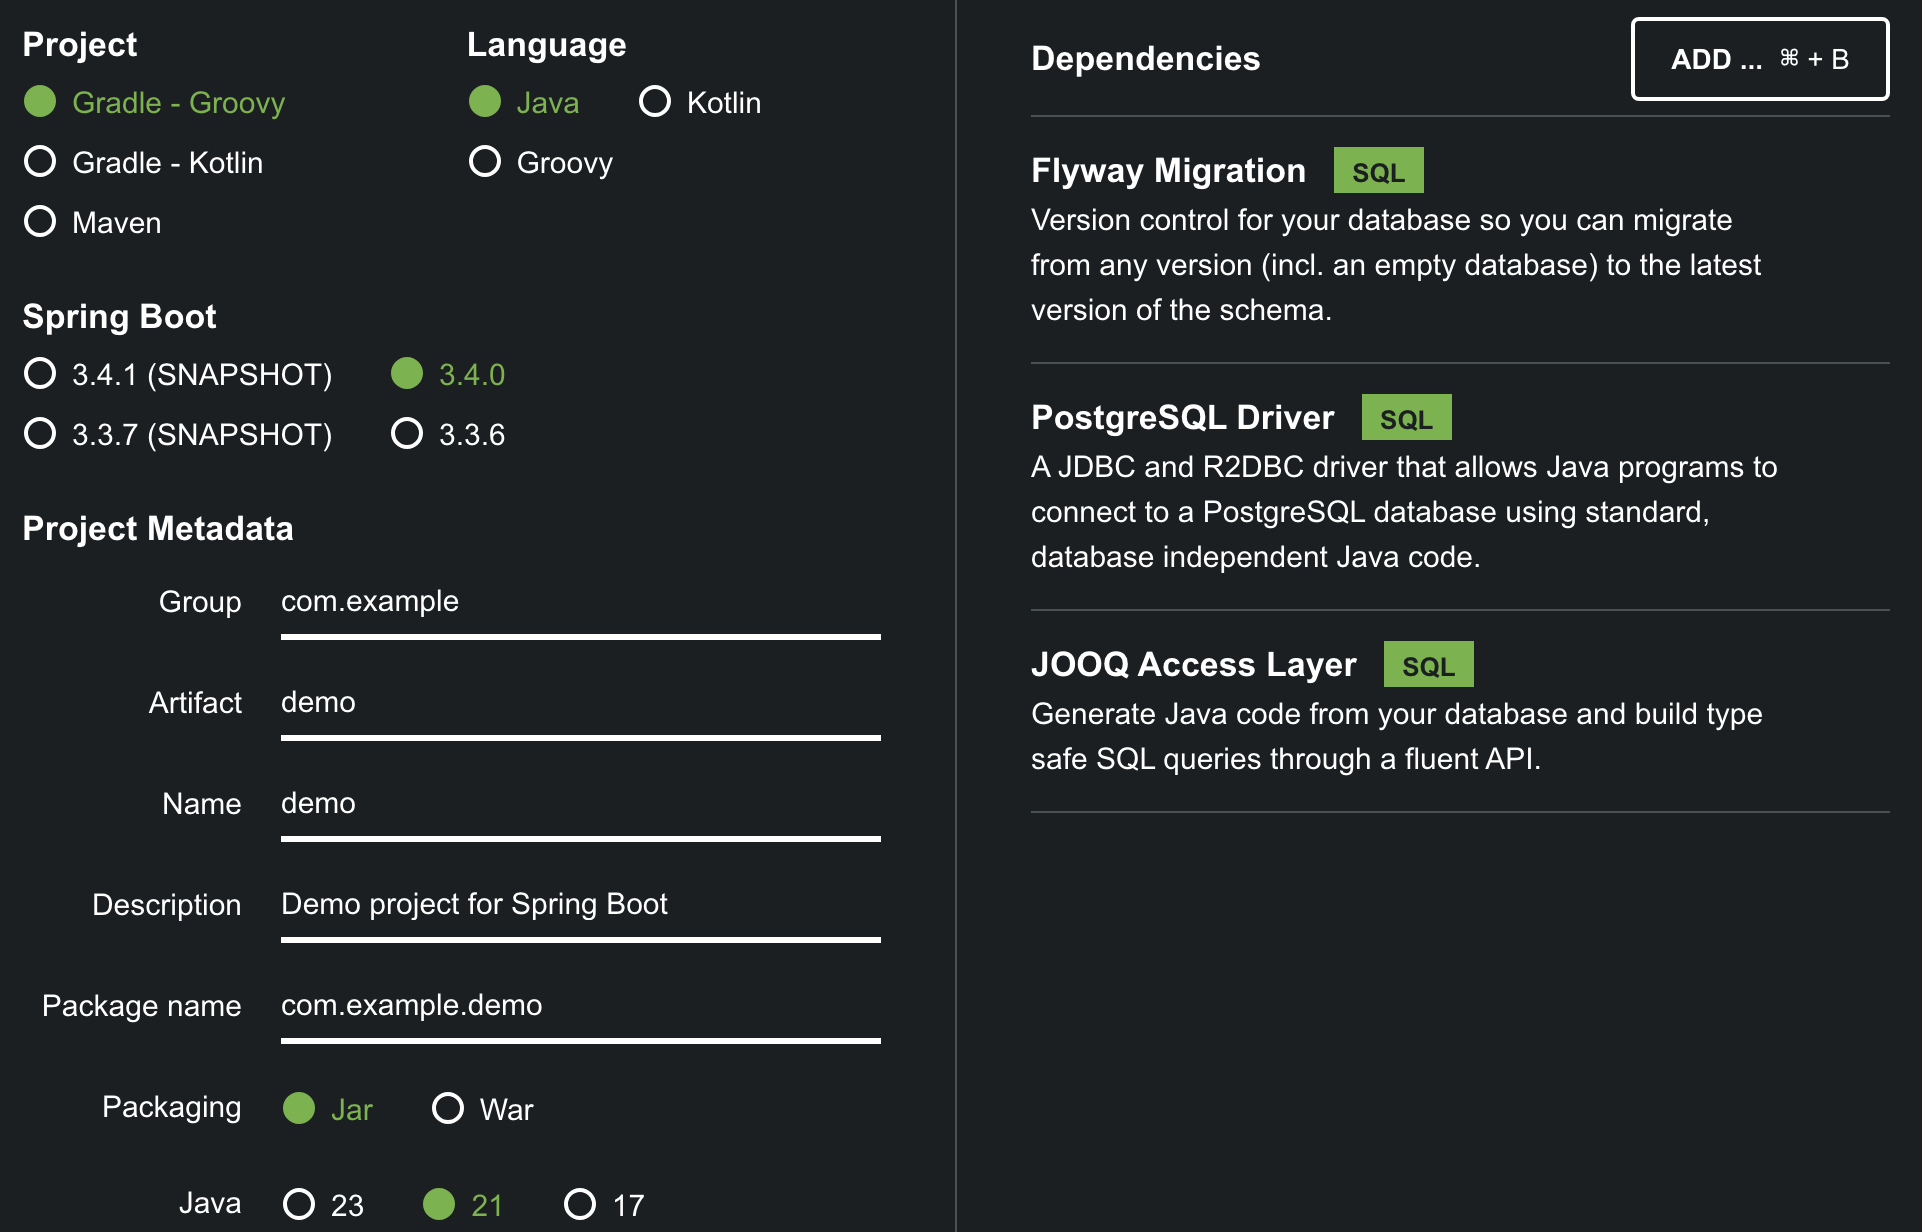 Project
Gradle - Groovy
Gradle - Kotlin
Maven
Language
Java Kotlin
Groovy
Spring Boot
3.4.1 (SNAPSHOT) 3.4.0
3.3.7 (SNAPSHOT) 3.3.6
Project Metadata
Group com.example
Artifact demo
Name demo
Description Demo project for Spring Boot
Package name com.example.demo
Packaging Jar War
Java 23 21 17
Dependencies ADD ... ⌘ + B
Flyway Migration SQL
Version control for your database so you can migrate
from any version (incl. an empty database) to the latest
version of the schema.
PostgreSQL Driver SQL
A JDBC and R2DBC driver that allows Java programs to
connect to a PostgreSQL database using standard,
database independent Java code.
JOOQ Access Layer SQL
Generate Java code from your database and build type
safe SQL queries through a fluent API.